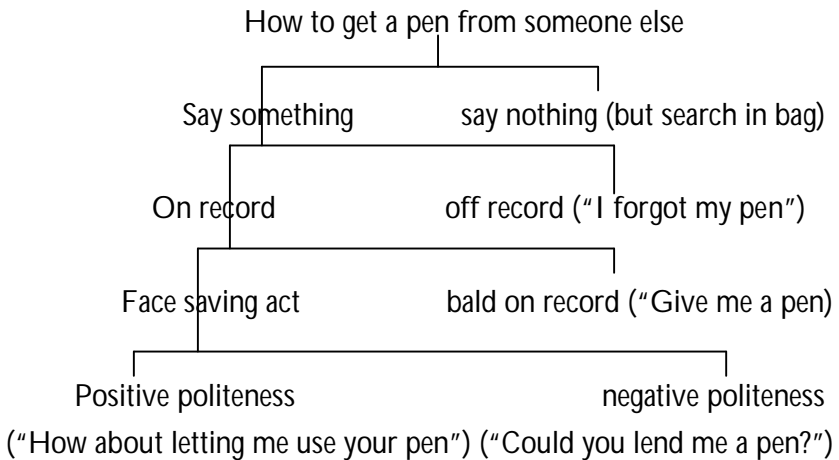 How to get a pen from someone else
Say something say nothing (but search in bag)
On record off record (“I forgot my pen”)
Face saving act bald on record (“Give me a pen)
Positive politeness negative politeness
(“How about letting me use your pen”) (“Could you lend me a pen?”)